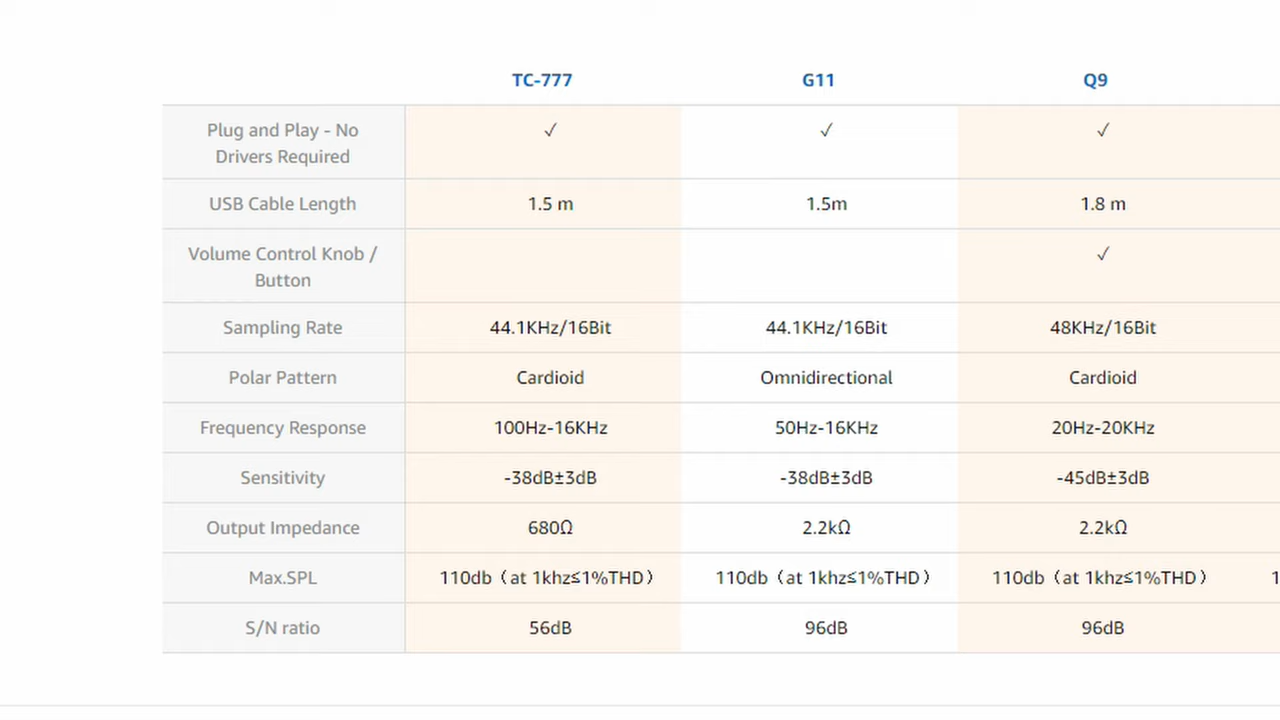 TC-777 G11 Q9
Plug and Play - No
Drivers Required ✓ ✓ ✓
USB Cable Length 1.5 m 1.5m 1.8 m
Volume Control Knob /
Button ✓
Sampling Rate 44.1KHz/16Bit 44.1KHz/16Bit 48KHz/16Bit
Polar Pattern Cardioid Omnidirectional Cardioid
Frequency Response 100Hz-16KHz 50Hz-16KHz 20Hz-20KHz
Sensitivity -38dB±3dB -38dB±3dB -45dB±3dB
Output Impedance 680Ω 2.2kΩ 2.2kΩ
Max.SPL 110db（at 1khz≤1%THD） 110db（at 1khz≤1%THD） 110db（at 1khz≤1%THD） 1
S/N ratio 56dB 96dB 96dB